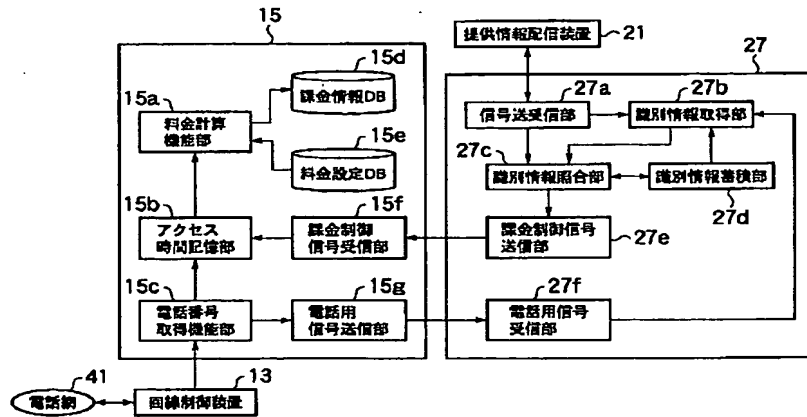 15
提供情報配信装置
21
27
15d
課金情報DB
15a
料金計算
機能部
15e
料金設定DB
27a
信号送受信部
27b
識別情報取得部
27c
識別情報照合部
識別情報蓄積部
27d
15b
アクセス
時間記憶部
15f
課金制御
信号受信部
課金制御信号
送信部
27e
15c
電話番号
取得機能部
15g
電話用
信号送信部
27f
電話用信号
受信部
41
電話網
13
回線制御装置